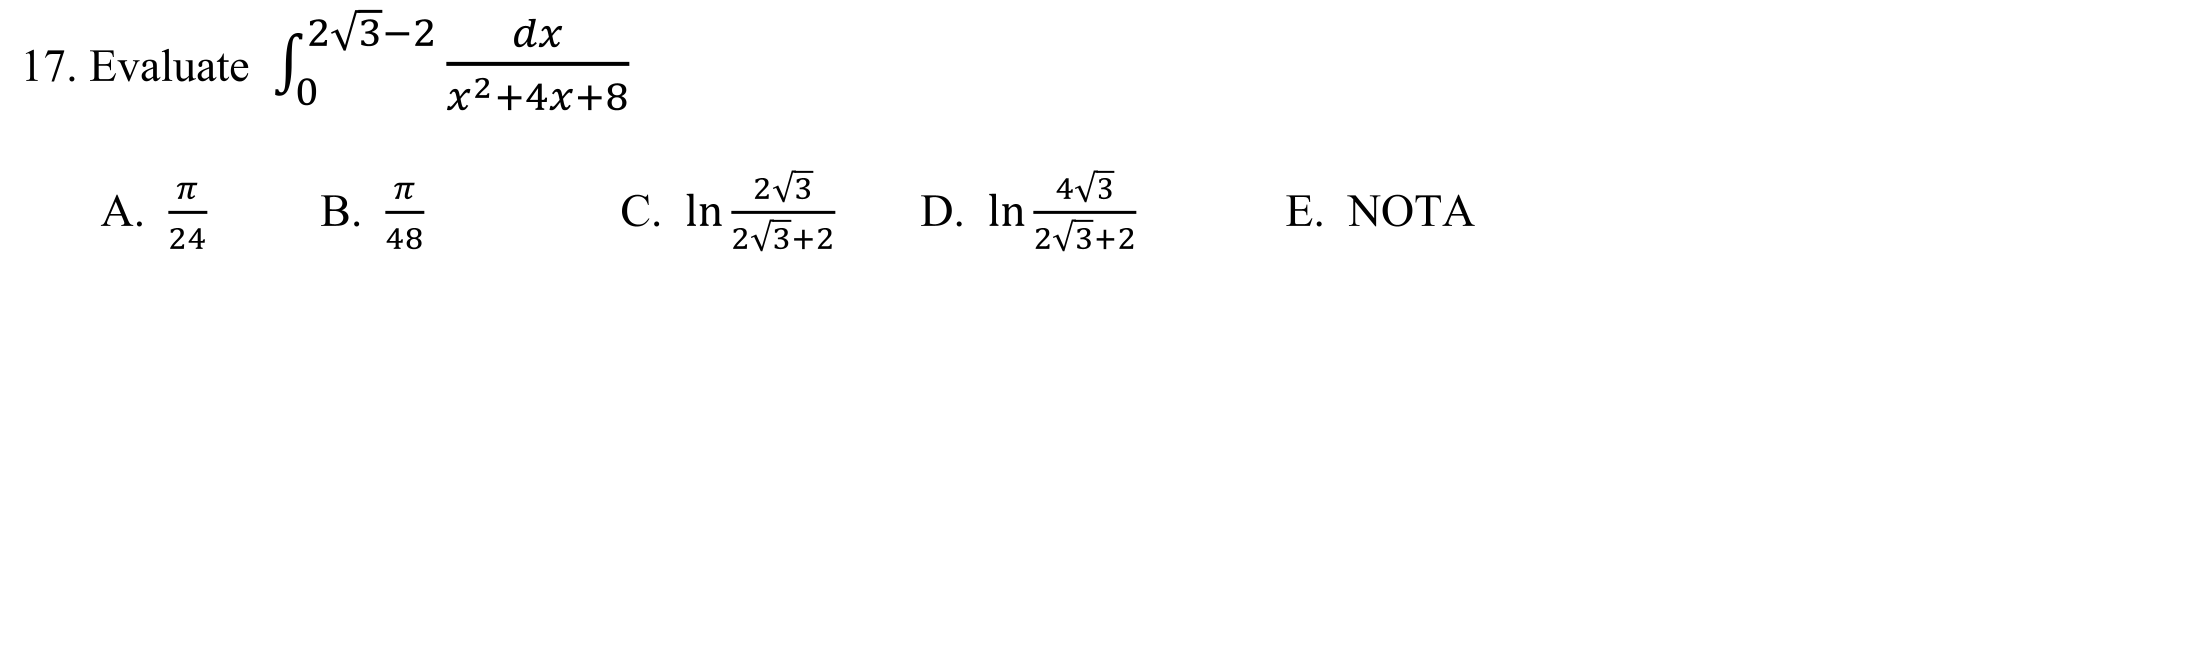 17. Evaluate ∫₀^{2√3−2} dx/(x²+4x+8)
A. π/24 B. π/48 C. ln 2√3/(2√3+2) D. ln 4√3/(2√3+2) E. NOTA